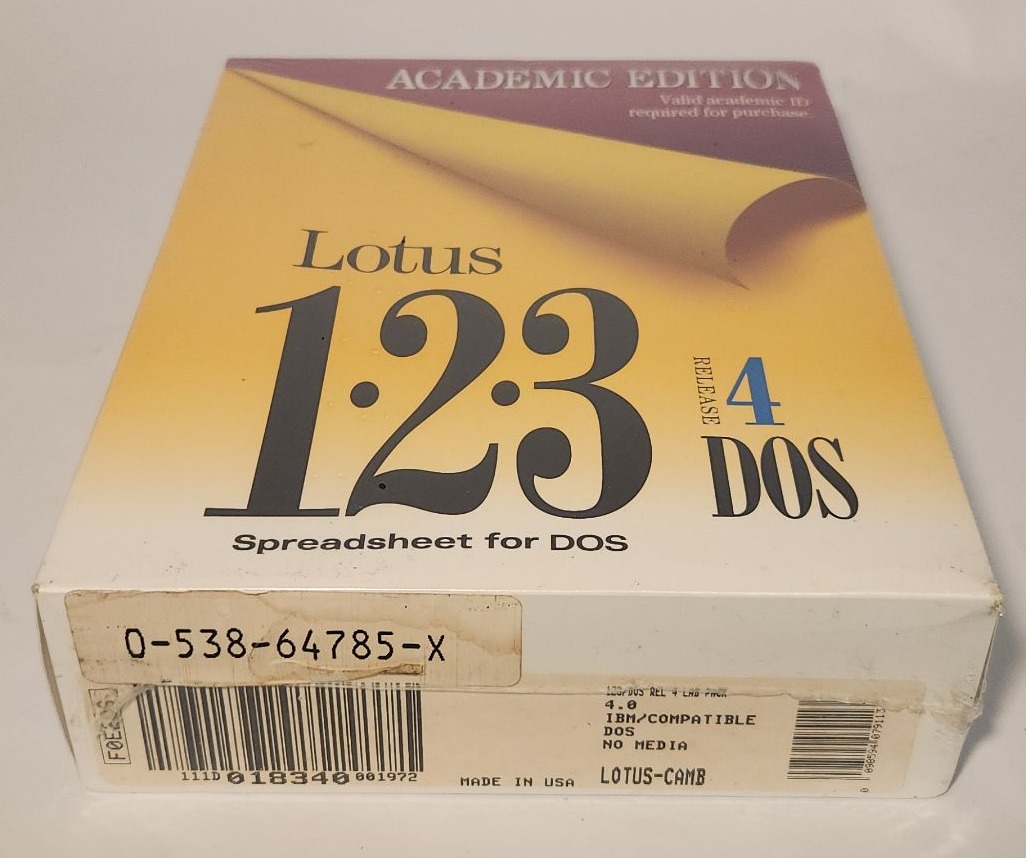 ACADEMIC EDITION
Valid academic ID
required for purchase.
Lotus
1·2·3
RELEASE 4
DOS
Spreadsheet for DOS
0-538-64785-X
123/DOS REL 4 LAB PACK
4.0
IBM/COMPATIBLE
DOS
NO MEDIA
111D 018340 001972
MADE IN USA
LOTUS-CAMB